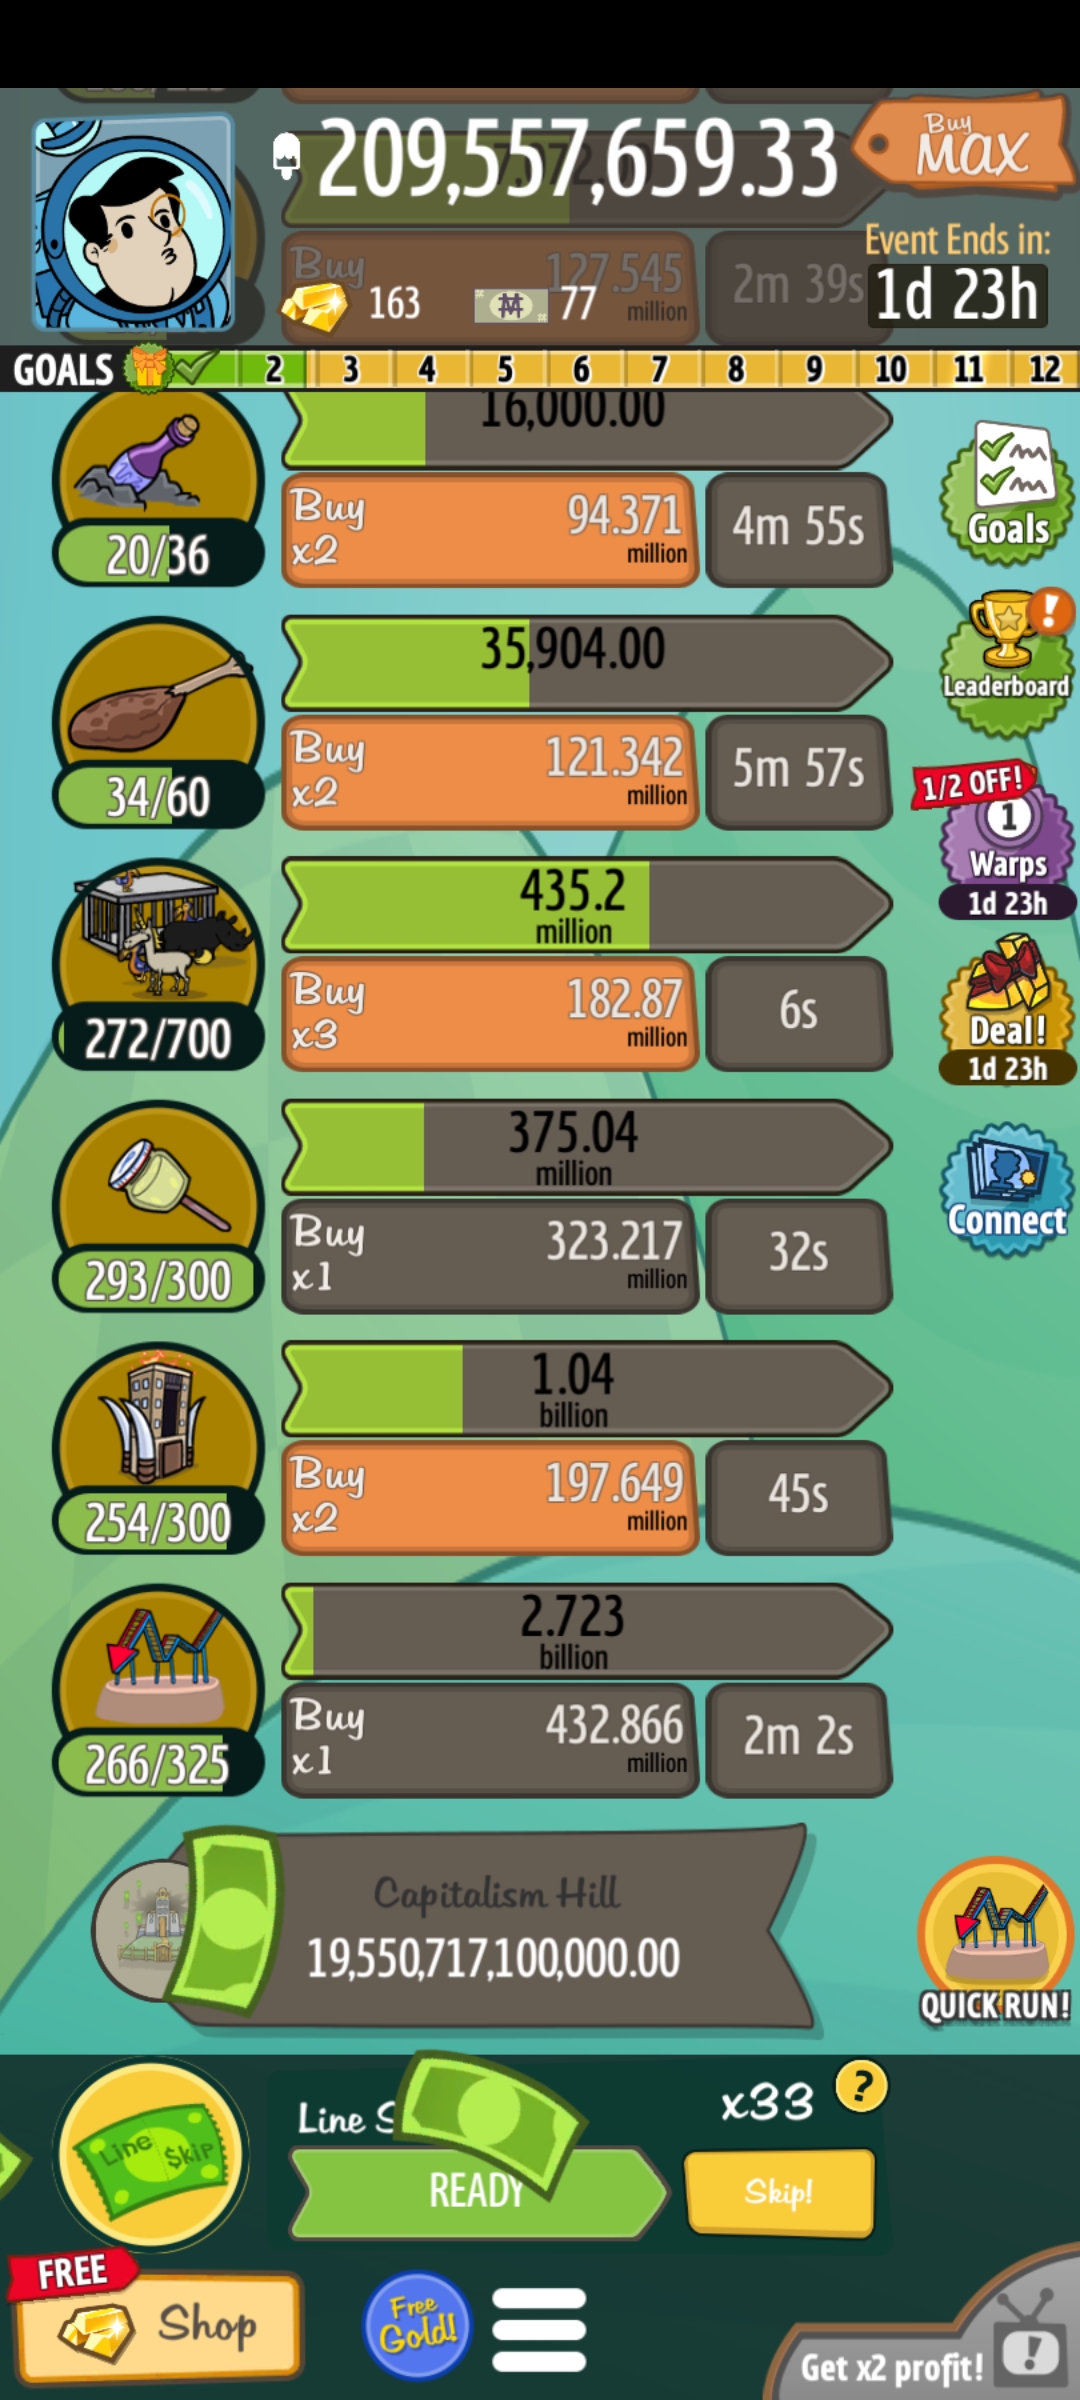 209,557,659.33
Buy
MAX
Buy
127.545
million
2m 39s
163
77
Event Ends in:
1d 23h
GOALS 2 3 4 5 6 7 8 9 10 11 12
16,000.00
Buy
x2
94.371
million
4m 55s
20/36
Goals
35,904.00
Buy
x2
121.342
million
5m 57s
34/60
Leaderboard
!
1/2 OFF!
1
Warps
1d 23h
435.2
million
Buy
x3
182.87
million
6s
272/700
Deal!
1d 23h
375.04
million
Buy
x1
323.217
million
32s
293/300
Connect
1.04
billion
Buy
x2
197.649
million
45s
254/300
2.723
billion
Buy
x1
432.866
million
2m 2s
266/325
Capitalism Hill
19,550,717,100,000.00
QUICK RUN!
Line $kip
Line
x33
?
READY
Skip!
FREE
Shop
Free
Gold!
Get x2 profit!
!